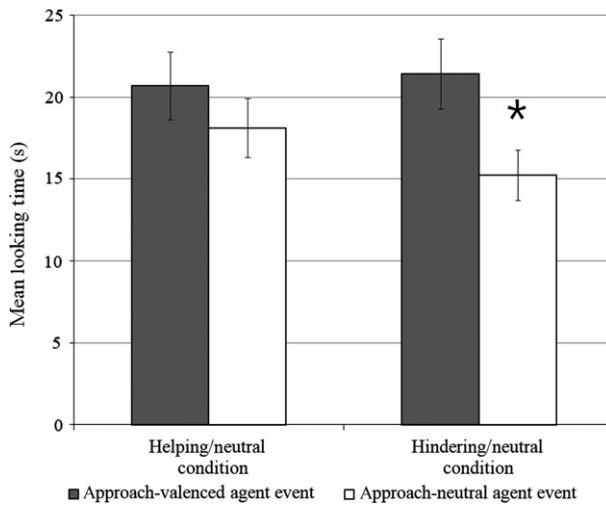 25
20
15
10
5
0
Mean looking time (s)
*
Helping/neutral
condition
Hindering/neutral
condition
Approach-valenced agent event
Approach-neutral agent event